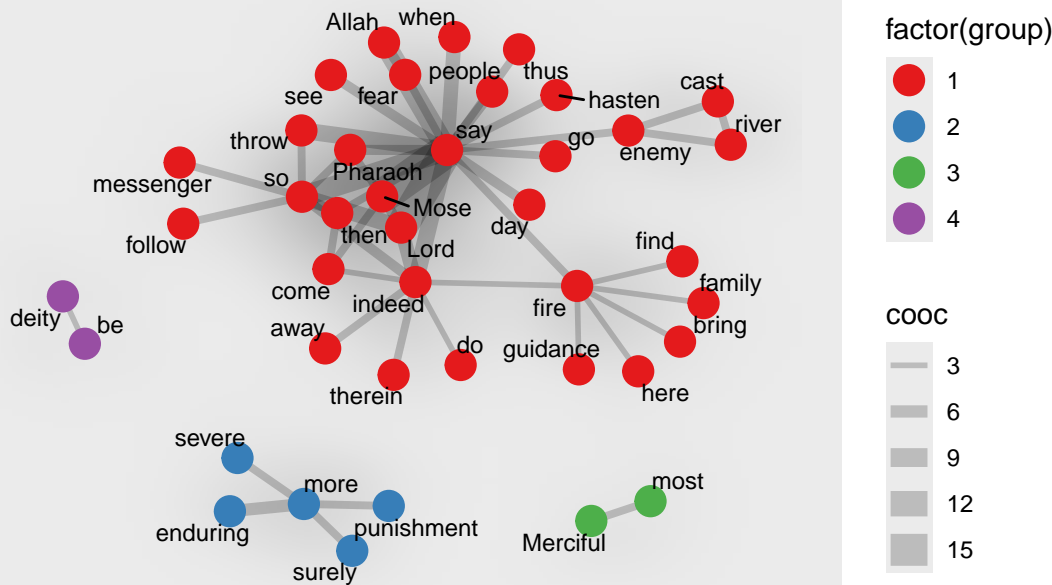 Allah
when
people
thus
see
fear
hasten
cast
river
throw
say
go
enemy
messenger
so
Pharaoh
Mose
follow
then
Lord
day
find
come
indeed
fire
family
bring
deity
be
away
do
guidance
therein
here
severe
more
most
enduring
punishment
Merciful
surely
factor(group)
1
2
3
4
cooc
3
6
9
12
15